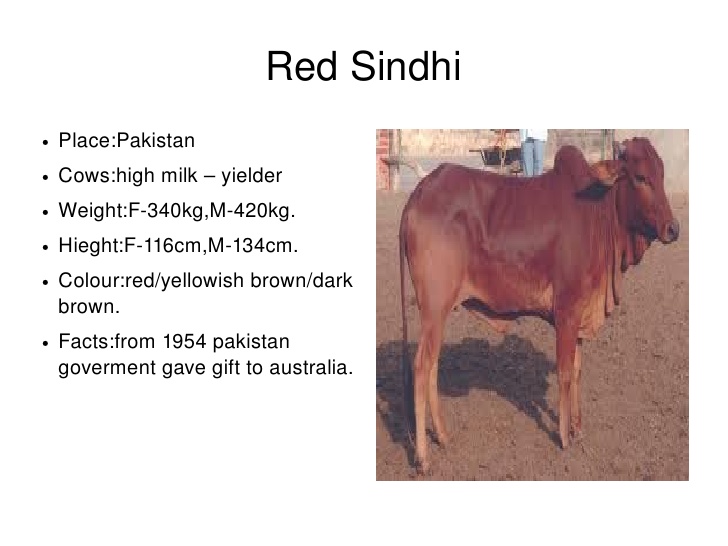 Red Sindhi
• Place:Pakistan
• Cows:high milk – yielder
• Weight:F-340kg,M-420kg.
• Hieght:F-116cm,M-134cm.
• Colour:red/yellowish brown/dark
brown.
• Facts:from 1954 pakistan
goverment gave gift to australia.